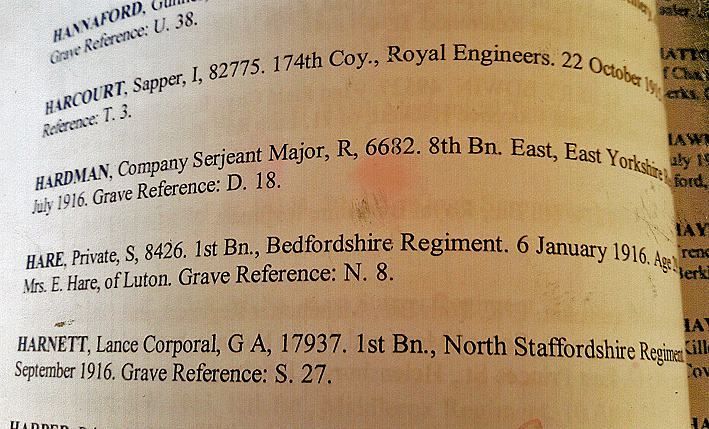 HANNAFORD,
Grave Reference: U. 38.
HARCOURT, Sapper, I, 82775. 174th Coy., Royal Engineers. 22 October
Reference: T. 3.
HARDMAN, Company Serjeant Major, R, 6682. 8th Bn. East, East Yorkshire
July 1916. Grave Reference: D. 18.
HARE, Private, S, 8426. 1st Bn., Bedfordshire Regiment. 6 January 1916. Age
Mrs. E. Hare, of Luton. Grave Reference: N. 8.
HARNETT, Lance Corporal, G A, 17937. 1st Bn., North Staffordshire Regiment
September 1916. Grave Reference: S. 27.